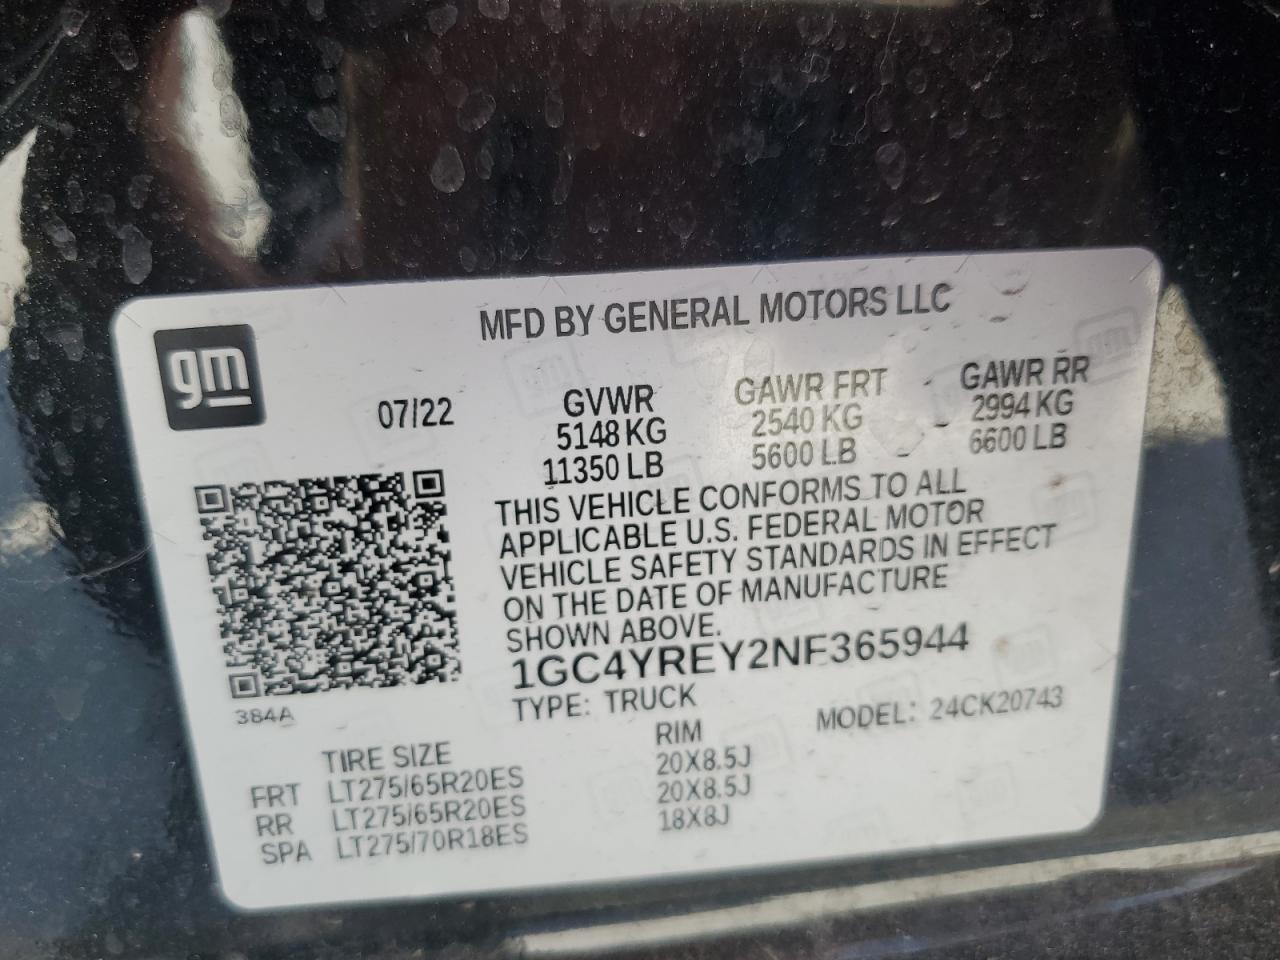 gm
MFD BY GENERAL MOTORS LLC
07/22
GVWR
5148 KG
11350 LB
GAWR FRT
2540 KG
5600 LB
GAWR RR
2994 KG
6600 LB
THIS VEHICLE CONFORMS TO ALL
APPLICABLE U.S. FEDERAL MOTOR
VEHICLE SAFETY STANDARDS IN EFFECT
ON THE DATE OF MANUFACTURE
SHOWN ABOVE.
1GC4YREY2NF365944
TYPE: TRUCK
MODEL: 24CK20743
384A
TIRE SIZE RIM
FRT LT275/65R20ES 20X8.5J
RR LT275/65R20ES 20X8.5J
SPA LT275/70R18ES 18X8J